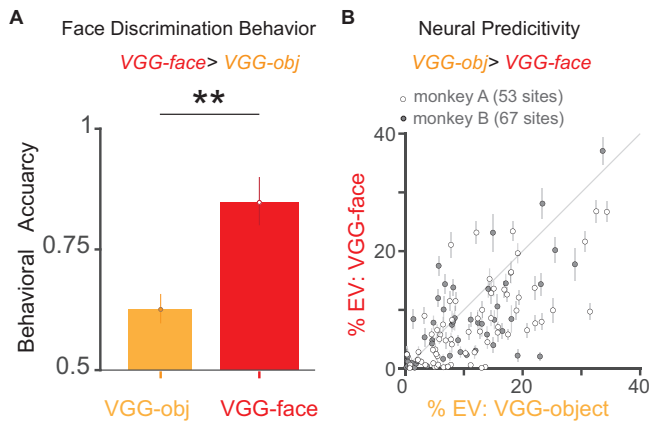 A
Face Discrimination Behavior
VGG-face> VGG-obj
**
1
0.75
0.5
Behavioral Accuarcy
VGG-obj
VGG-face
B
Neural Predicitivity
VGG-obj> VGG-face
monkey A (53 sites)
monkey B (67 sites)
40
20
0
20
40
% EV: VGG-face
% EV: VGG-object